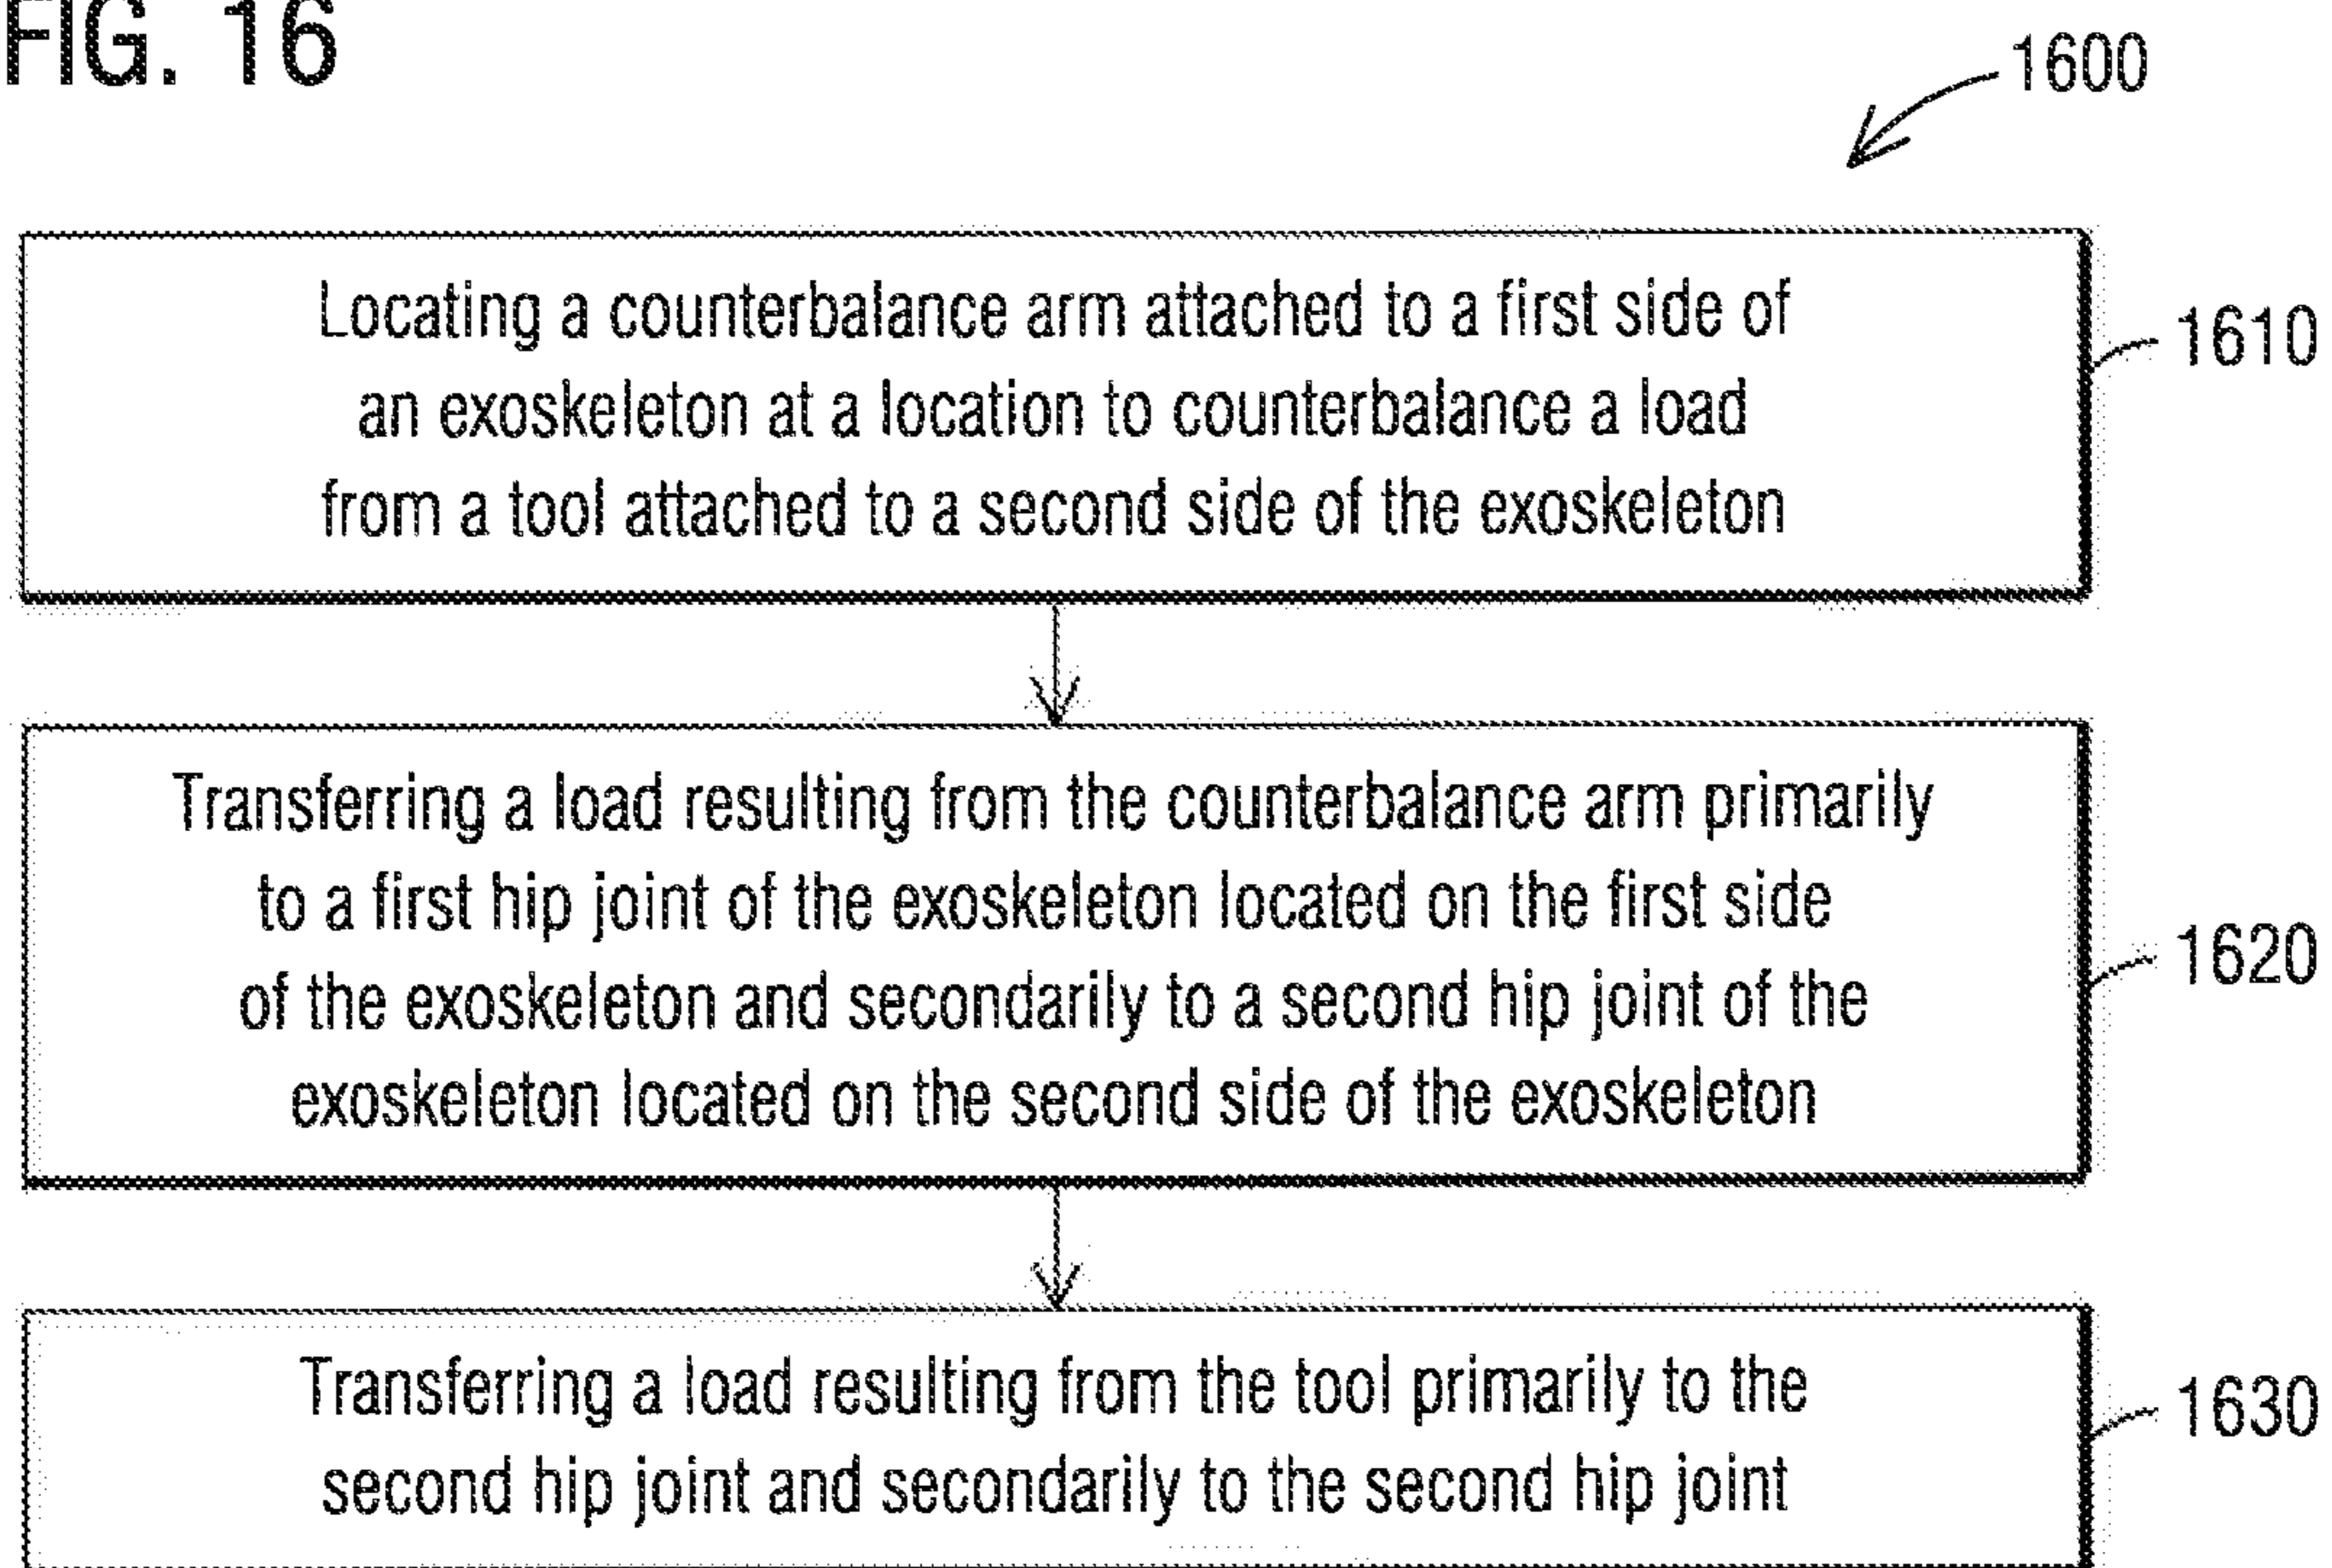 FIG. 16
1600
Locating a counterbalance arm attached to a first side of
an exoskeleton at a location to counterbalance a load
from a tool attached to a second side of the exoskeleton
1610
Transferring a load resulting from the counterbalance arm primarily
to a first hip joint of the exoskeleton located on the first side
of the exoskeleton and secondarily to a second hip joint of the
exoskeleton located on the second side of the exoskeleton
1620
Transferring a load resulting from the tool primarily to the
second hip joint and secondarily to the second hip joint
1630